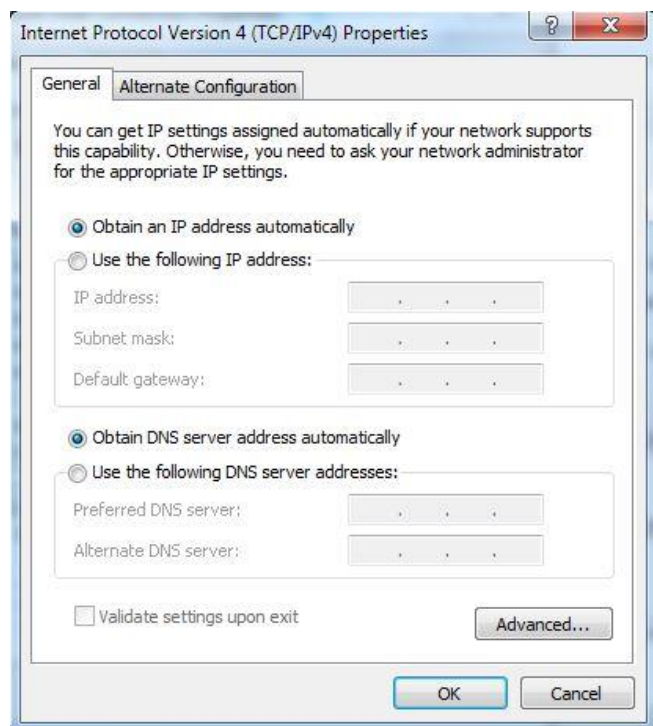 Internet Protocol Version 4 (TCP/IPv4) Properties
General
Alternate Configuration
You can get IP settings assigned automatically if your network supports
this capability. Otherwise, you need to ask your network administrator
for the appropriate IP settings.
Obtain an IP address automatically
Use the following IP address:
IP address:
Subnet mask:
Default gateway:
Obtain DNS server address automatically
Use the following DNS server addresses:
Preferred DNS server:
Alternate DNS server:
Validate settings upon exit
Advanced...
OK
Cancel